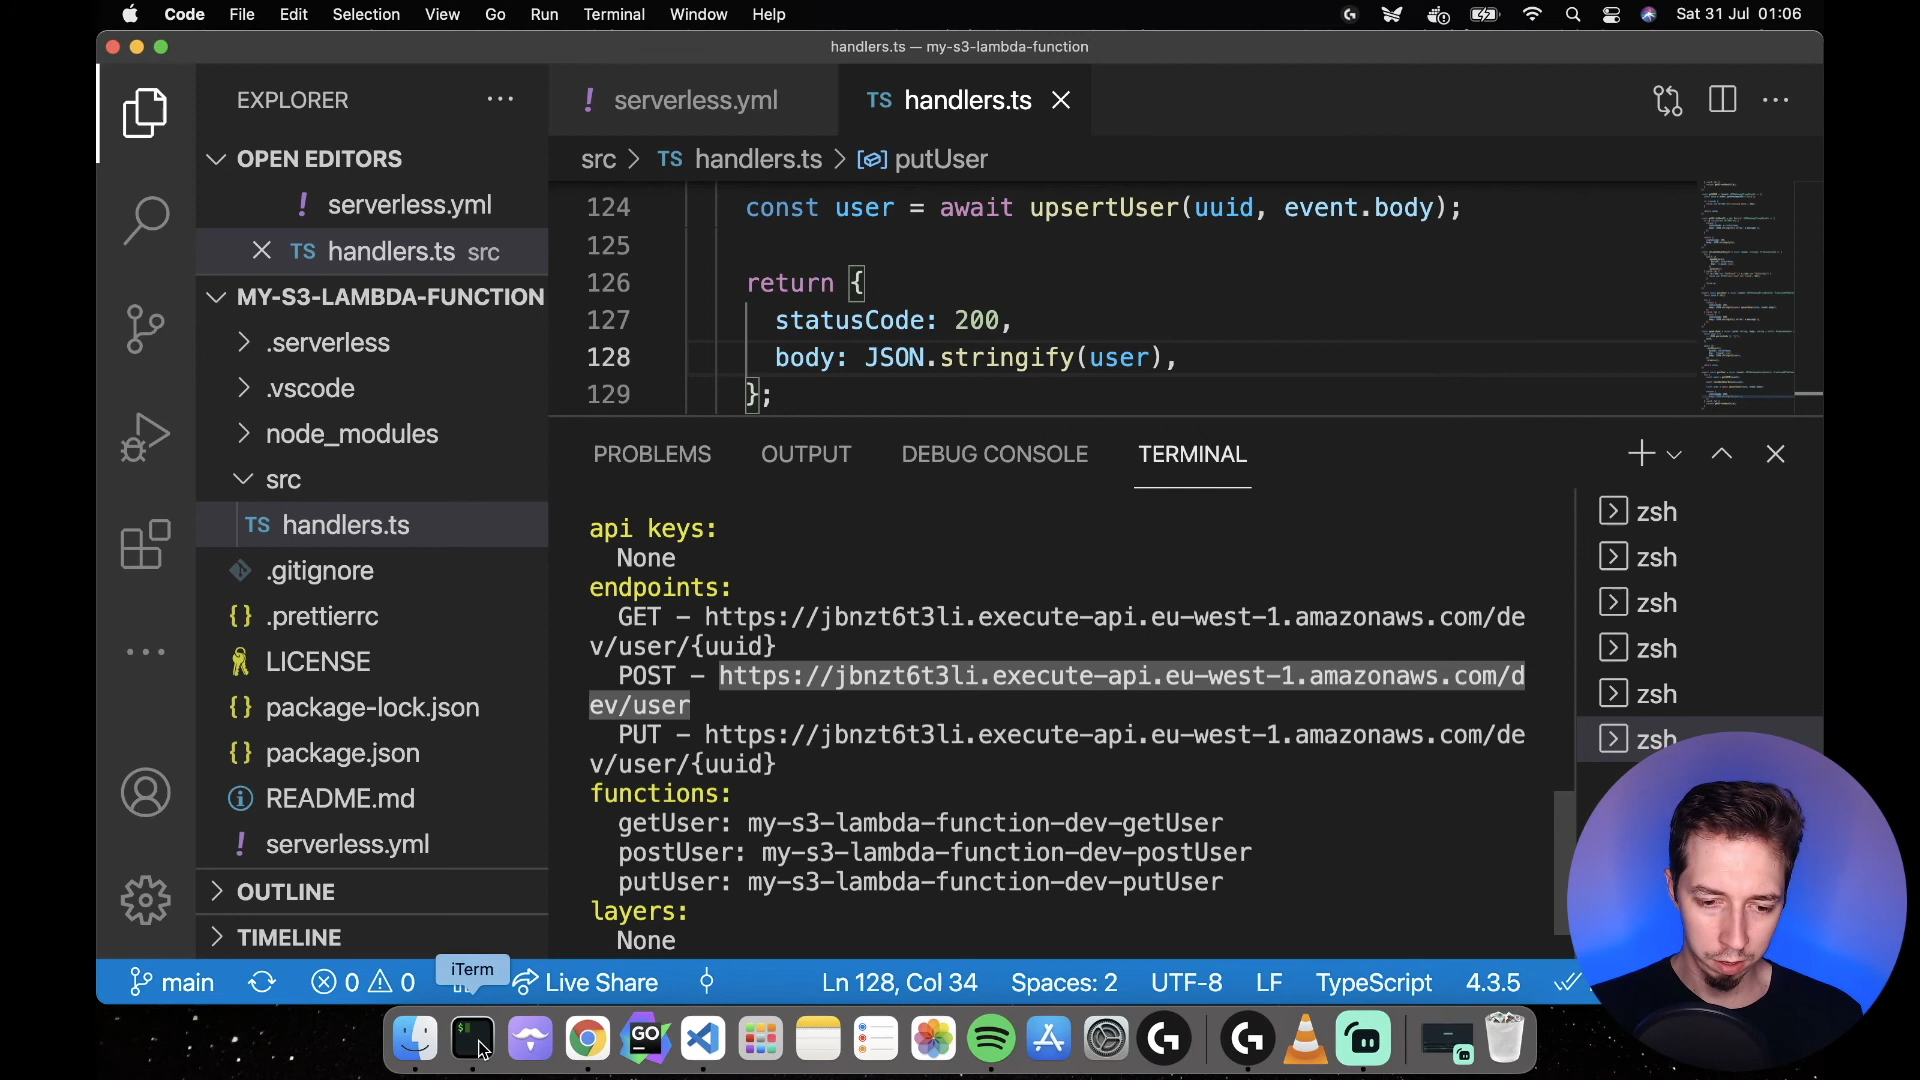 Code File Edit Selection View Go Run Terminal Window Help Sat 31 Jul 01:06
handlers.ts — my-s3-lambda-function
EXPLORER
! serverless.yml
TS handlers.ts
OPEN EDITORS
! serverless.yml
TS handlers.ts src
MY-S3-LAMBDA-FUNCTION
.serverless
.vscode
node_modules
src
TS handlers.ts
.gitignore
{} .prettierrc
LICENSE
{} package-lock.json
{} package.json
README.md
! serverless.yml
OUTLINE
TIMELINE
src > TS handlers.ts > putUser
124 const user = await upsertUser(uuid, event.body);
125
126 return {
127 statusCode: 200,
128 body: JSON.stringify(user),
129 };
PROBLEMS OUTPUT DEBUG CONSOLE TERMINAL
api keys:
None
endpoints:
GET - https://jbnzt6t3li.execute-api.eu-west-1.amazonaws.com/de
v/user/{uuid}
POST - https://jbnzt6t3li.execute-api.eu-west-1.amazonaws.com/d
ev/user
PUT - https://jbnzt6t3li.execute-api.eu-west-1.amazonaws.com/de
v/user/{uuid}
functions:
getUser: my-s3-lambda-function-dev-getUser
postUser: my-s3-lambda-function-dev-postUser
putUser: my-s3-lambda-function-dev-putUser
layers:
None
zsh
zsh
zsh
zsh
zsh
zsh
iTerm
main 0 0 Live Share Ln 128, Col 34 Spaces: 2 UTF-8 LF TypeScript 4.3.5
GO